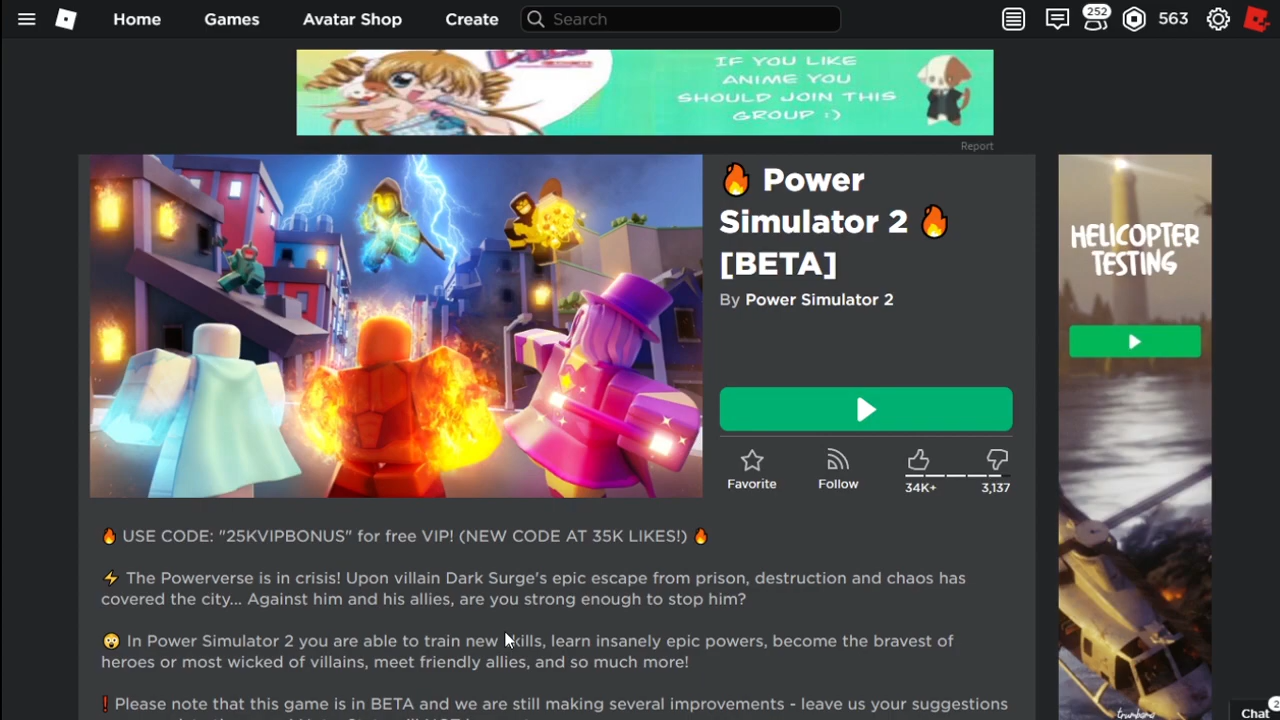 Home Games Avatar Shop Create Search 252 563
IF YOU LIKE
ANIME YOU
SHOULD JOIN THIS
GROUP :)
Report
🔥 Power
Simulator 2 🔥
[BETA]
By Power Simulator 2
Favorite Follow 34K+ 3,137
HELICOPTER
TESTING
🔥 USE CODE: "25KVIPBONUS" for free VIP! (NEW CODE AT 35K LIKES!) 🔥
⚡ The Powerverse is in crisis! Upon villain Dark Surge's epic escape from prison, destruction and chaos has
covered the city... Against him and his allies, are you strong enough to stop him?
😲 In Power Simulator 2 you are able to train new skills, learn insanely epic powers, become the bravest of
heroes or most wicked of villains, meet friendly allies, and so much more!
❗ Please note that this game is in BETA and we are still making several improvements - leave us your suggestions
Chat